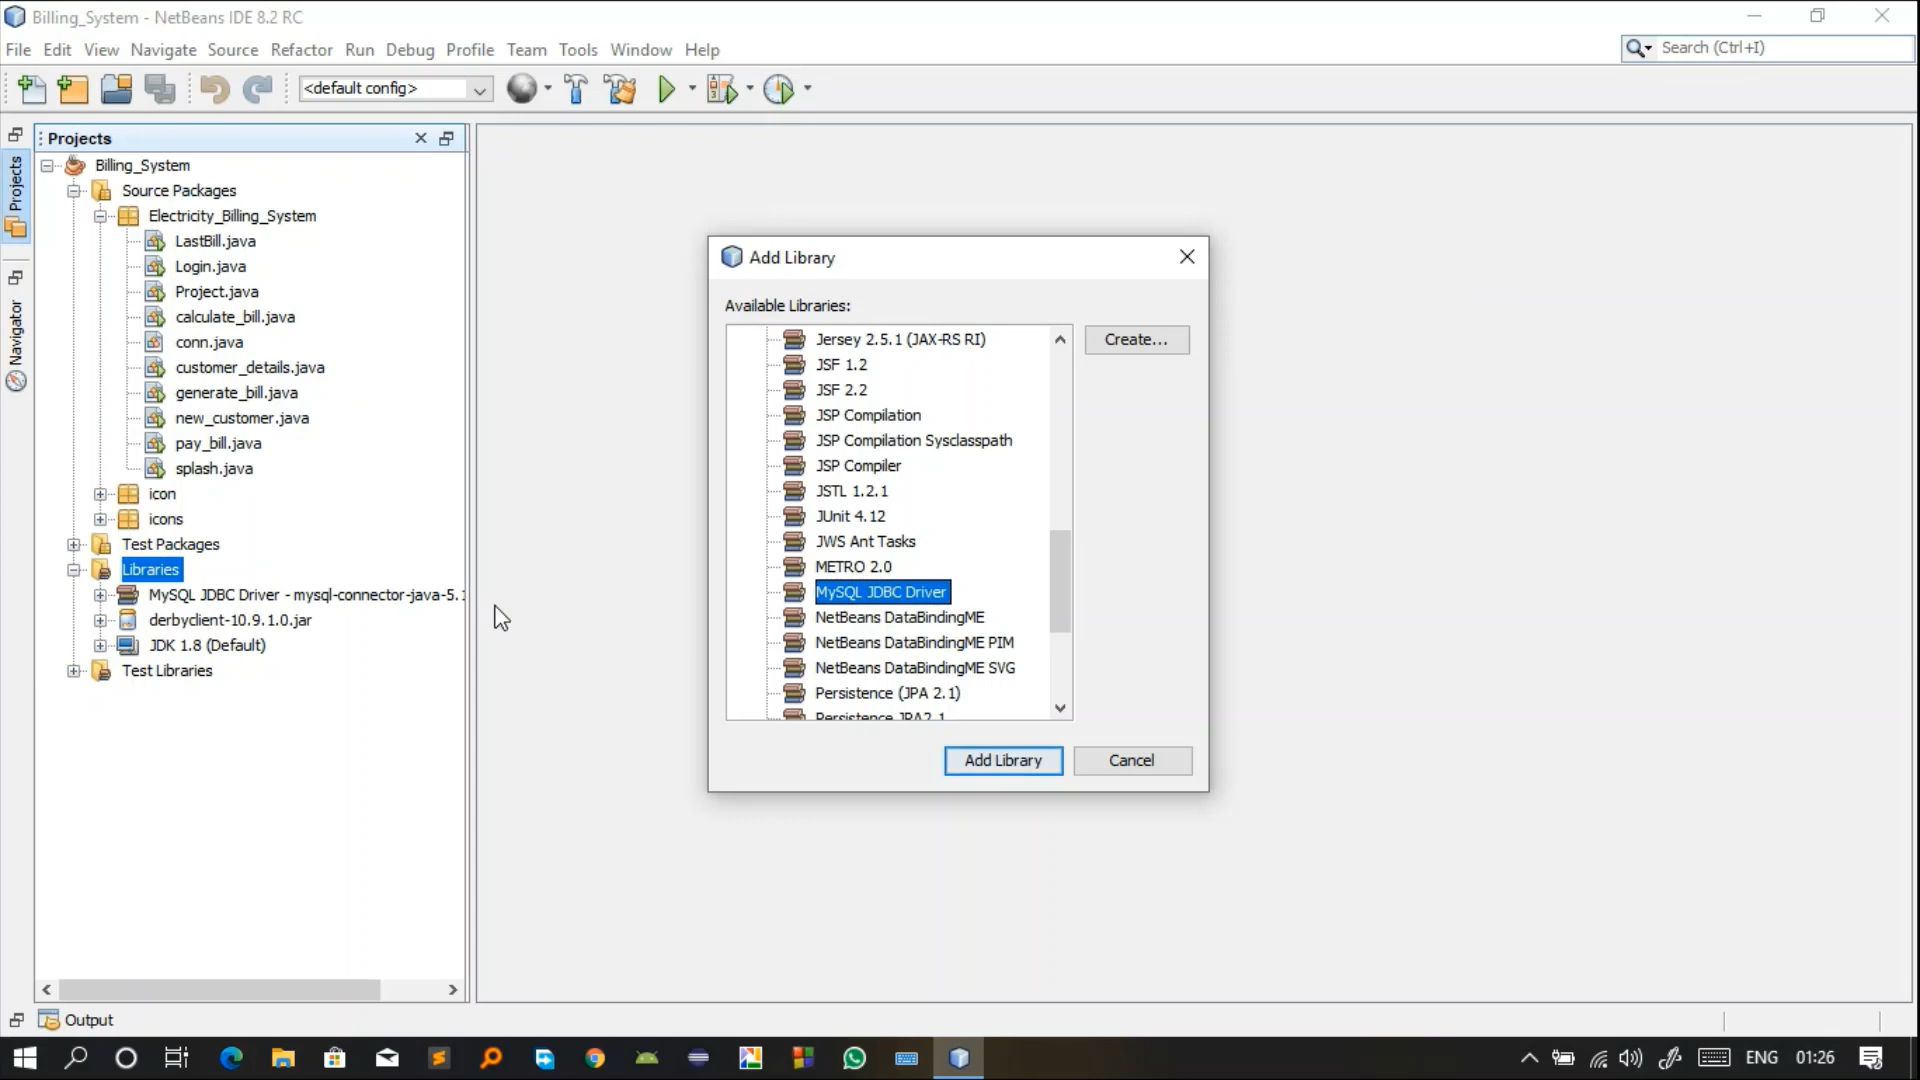 Billing_System - NetBeans IDE 8.2 RC
File Edit View Navigate Source Refactor Run Debug Profile Team Tools Window Help
Search (Ctrl+I)
<default config>
Projects
Projects
Navigator
Billing_System
Source Packages
Electricity_Billing_System
LastBill.java
Login.java
Project.java
calculate_bill.java
conn.java
customer_details.java
generate_bill.java
new_customer.java
pay_bill.java
splash.java
icon
icons
Test Packages
Libraries
MySQL JDBC Driver - mysql-connector-java-5.1
derbyclient-10.9.1.0.jar
JDK 1.8 (Default)
Test Libraries
Add Library
Available Libraries:
Jersey 2.5.1 (JAX-RS RI)
JSF 1.2
JSF 2.2
JSP Compilation
JSP Compilation Sysclasspath
JSP Compiler
JSTL 1.2.1
JUnit 4.12
JWS Ant Tasks
METRO 2.0
MySQL JDBC Driver
NetBeans DataBindingME
NetBeans DataBindingME PIM
NetBeans DataBindingME SVG
Persistence (JPA 2.1)
Persistence JPA2.1
Create...
Add Library
Cancel
Output
ENG 01:26